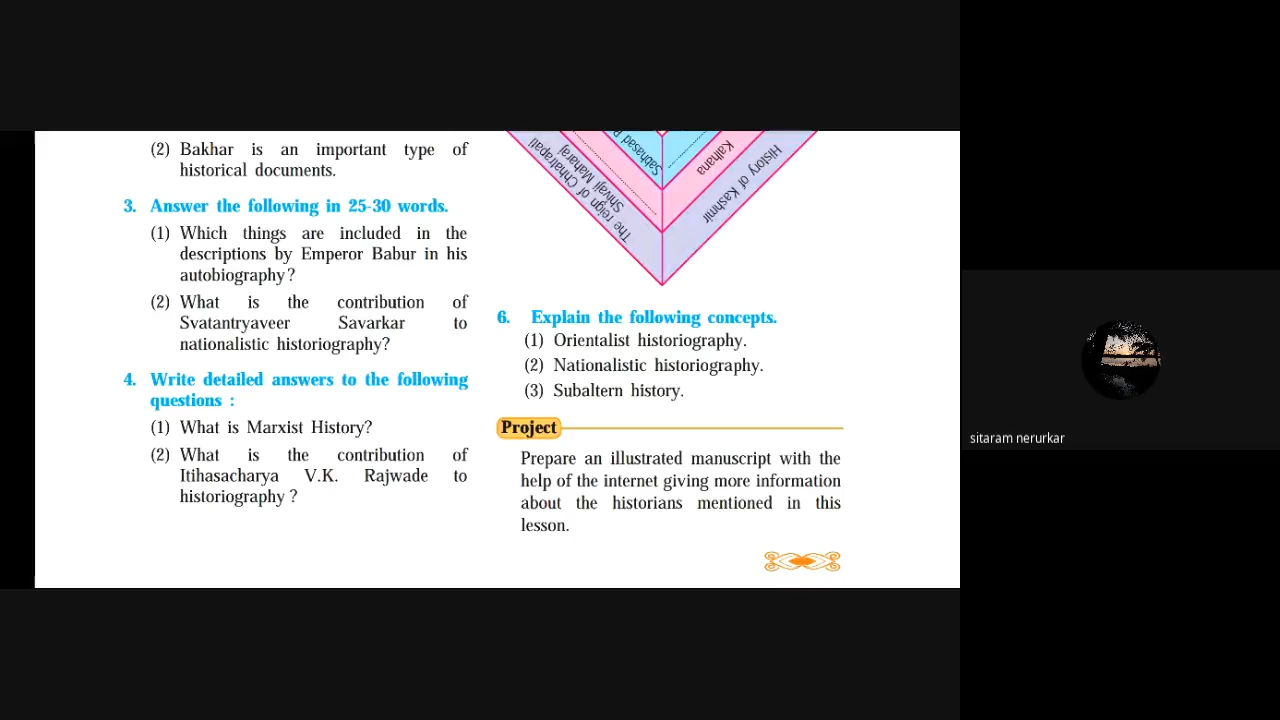 (2) Bakhar is an important type of
historical documents.
3. Answer the following in 25-30 words.
(1) Which things are included in the
descriptions by Emperor Babur in his
autobiography?
(2) What is the contribution of
Svatantryaveer Savarkar to
nationalistic historiography?
4. Write detailed answers to the following
questions :
(1) What is Marxist History?
(2) What is the contribution of
Itihasacharya V.K. Rajwade to
historiography ?
Sabhasad
Kalhana
The reign of Chhatrapati
Shivaji Maharaj
History of Kashmir
6. Explain the following concepts.
(1) Orientalist historiography.
(2) Nationalistic historiography.
(3) Subaltern history.
Project
Prepare an illustrated manuscript with the
help of the internet giving more information
about the historians mentioned in this
lesson.
sitaram nerurkar